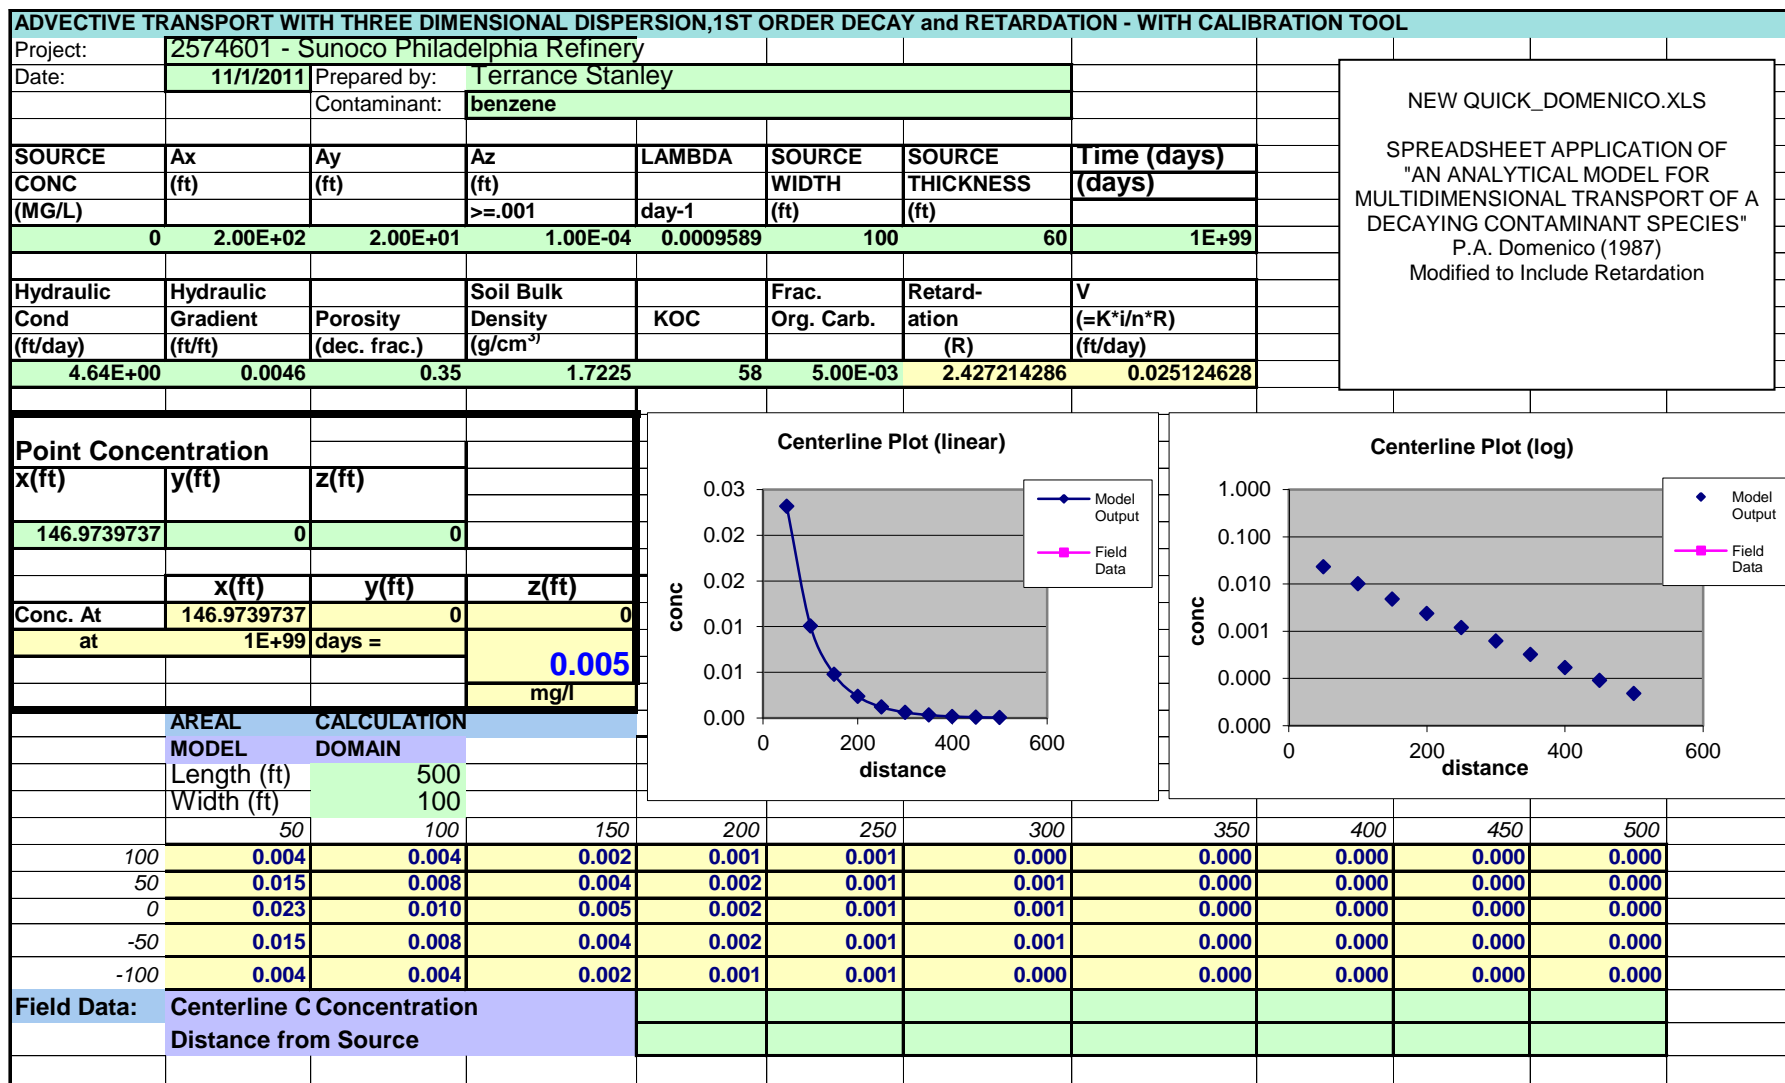 ADVECTIVE TRANSPORT WITH THREE DIMENSIONAL DISPERSION,1ST ORDER DECAY and RETARDATION - WITH CALIBRATION TOOL
Project: 2574601 - Sunoco Philadelphia Refinery
Date: 11/1/2011 Prepared by: Terrance Stanley
Contaminant: benzene
NEW QUICK_DOMENICO.XLS
SPREADSHEET APPLICATION OF
"AN ANALYTICAL MODEL FOR
MULTIDIMENSIONAL TRANSPORT OF A
DECAYING CONTAMINANT SPECIES"
P.A. Domenico (1987)
Modified to Include Retardation
SOURCE Ax Ay Az LAMBDA SOURCE SOURCE Time (days)
CONC (ft) (ft) (ft) WIDTH THICKNESS (days)
(MG/L) >=.001 day-1 (ft) (ft)
0 2.00E+02 2.00E+01 1.00E-04 0.0009589 100 60 1E+99
Hydraulic Hydraulic Soil Bulk Frac. Retard- V
Cond Gradient Porosity Density KOC Org. Carb. ation (=K*i/n*R)
(ft/day) (ft/ft) (dec. frac.) (g/cm³) (R) (ft/day)
4.64E+00 0.0046 0.35 1.7225 58 5.00E-03 2.427214286 0.025124628
Point Concentration
x(ft) y(ft) z(ft)
146.9739737 0 0
x(ft) y(ft) z(ft)
Conc. At 146.9739737 0 0
at 1E+99 days =
0.005
mg/l
Centerline Plot (linear)
0.03
0.02
0.02
0.01
0.01
0.00
conc
0 200 400 600
distance
Model
Output
Field
Data
Centerline Plot (log)
1.000
0.100
0.010
0.001
0.000
0.000
conc
0 200 400 600
distance
Model
Output
Field
Data
AREAL CALCULATION
MODEL DOMAIN
Length (ft) 500
Width (ft) 100
50 100 150 200 250 300 350 400 450 500
100 0.004 0.004 0.002 0.001 0.001 0.000 0.000 0.000 0.000 0.000
50 0.015 0.008 0.004 0.002 0.001 0.001 0.000 0.000 0.000 0.000
0 0.023 0.010 0.005 0.002 0.001 0.001 0.000 0.000 0.000 0.000
-50 0.015 0.008 0.004 0.002 0.001 0.001 0.000 0.000 0.000 0.000
-100 0.004 0.004 0.002 0.001 0.001 0.000 0.000 0.000 0.000 0.000
Field Data: Centerline C Concentration
Distance from Source